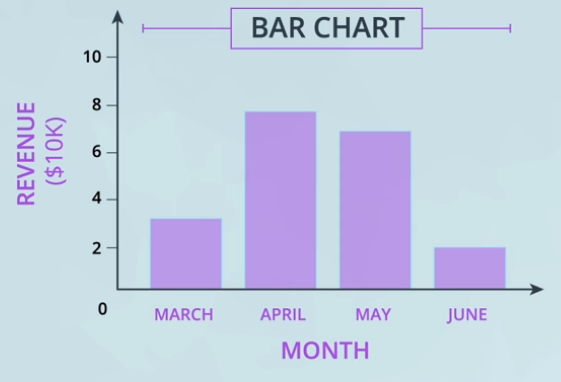 BAR CHART
REVENUE
($10K)
10
8
6
4
2
0
MARCH APRIL MAY JUNE
MONTH